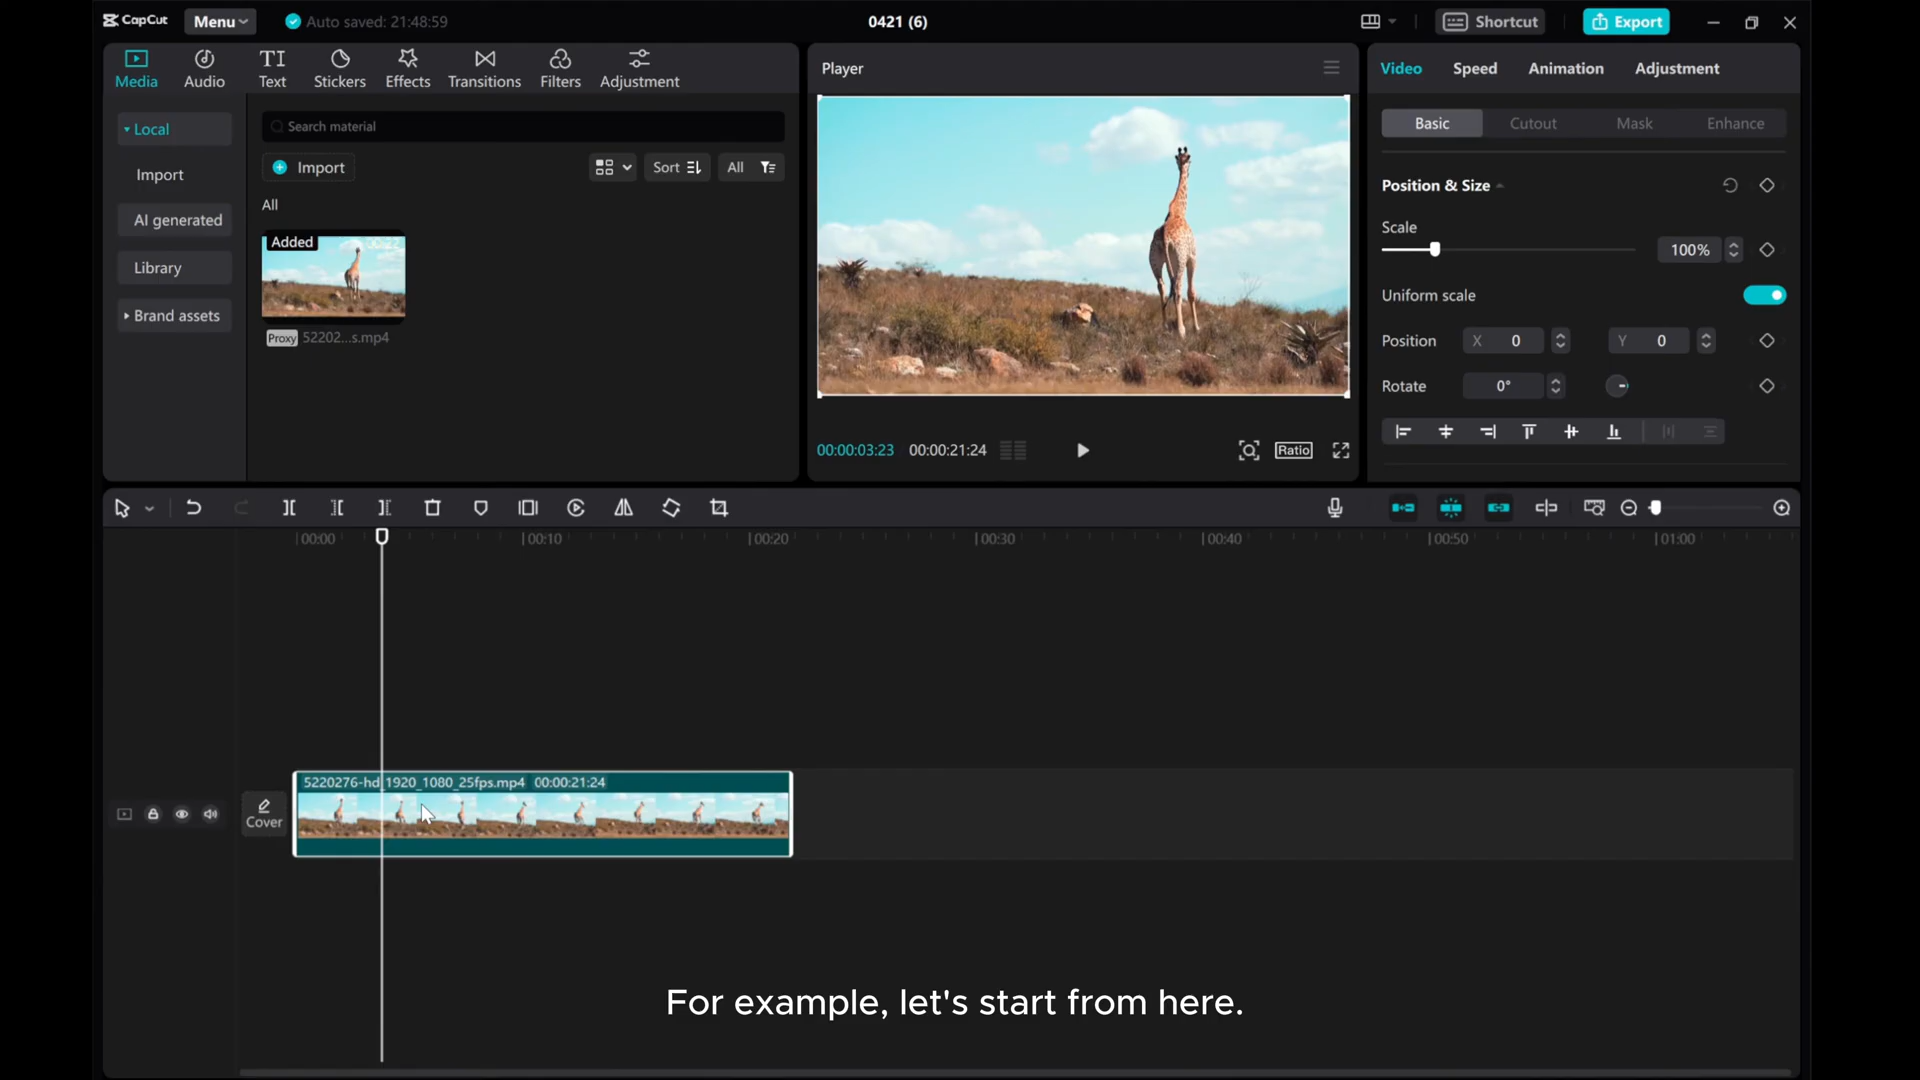 CapCut
Menu
Auto saved: 21:48:59
0421 (6)
Shortcut
Export
Media
Audio
TI
Text
Stickers
Effects
Transitions
Filters
Adjustment
Local
Import
AI generated
Library
Brand assets
Search material
Import
Sort
All
All
Added
Proxy
52202...s.mp4
Player
00:00:03:23
00:00:21:24
Ratio
Video
Speed
Animation
Adjustment
Basic
Cutout
Mask
Enhance
Position & Size
Scale
100%
Uniform scale
Position
X 0
Y 0
Rotate
0°
00:00
00:10
00:20
00:30
00:40
00:50
01:00
Cover
5220276-hd_1920_1080_25fps.mp4 00:00:21:24
For example, let's start from here.